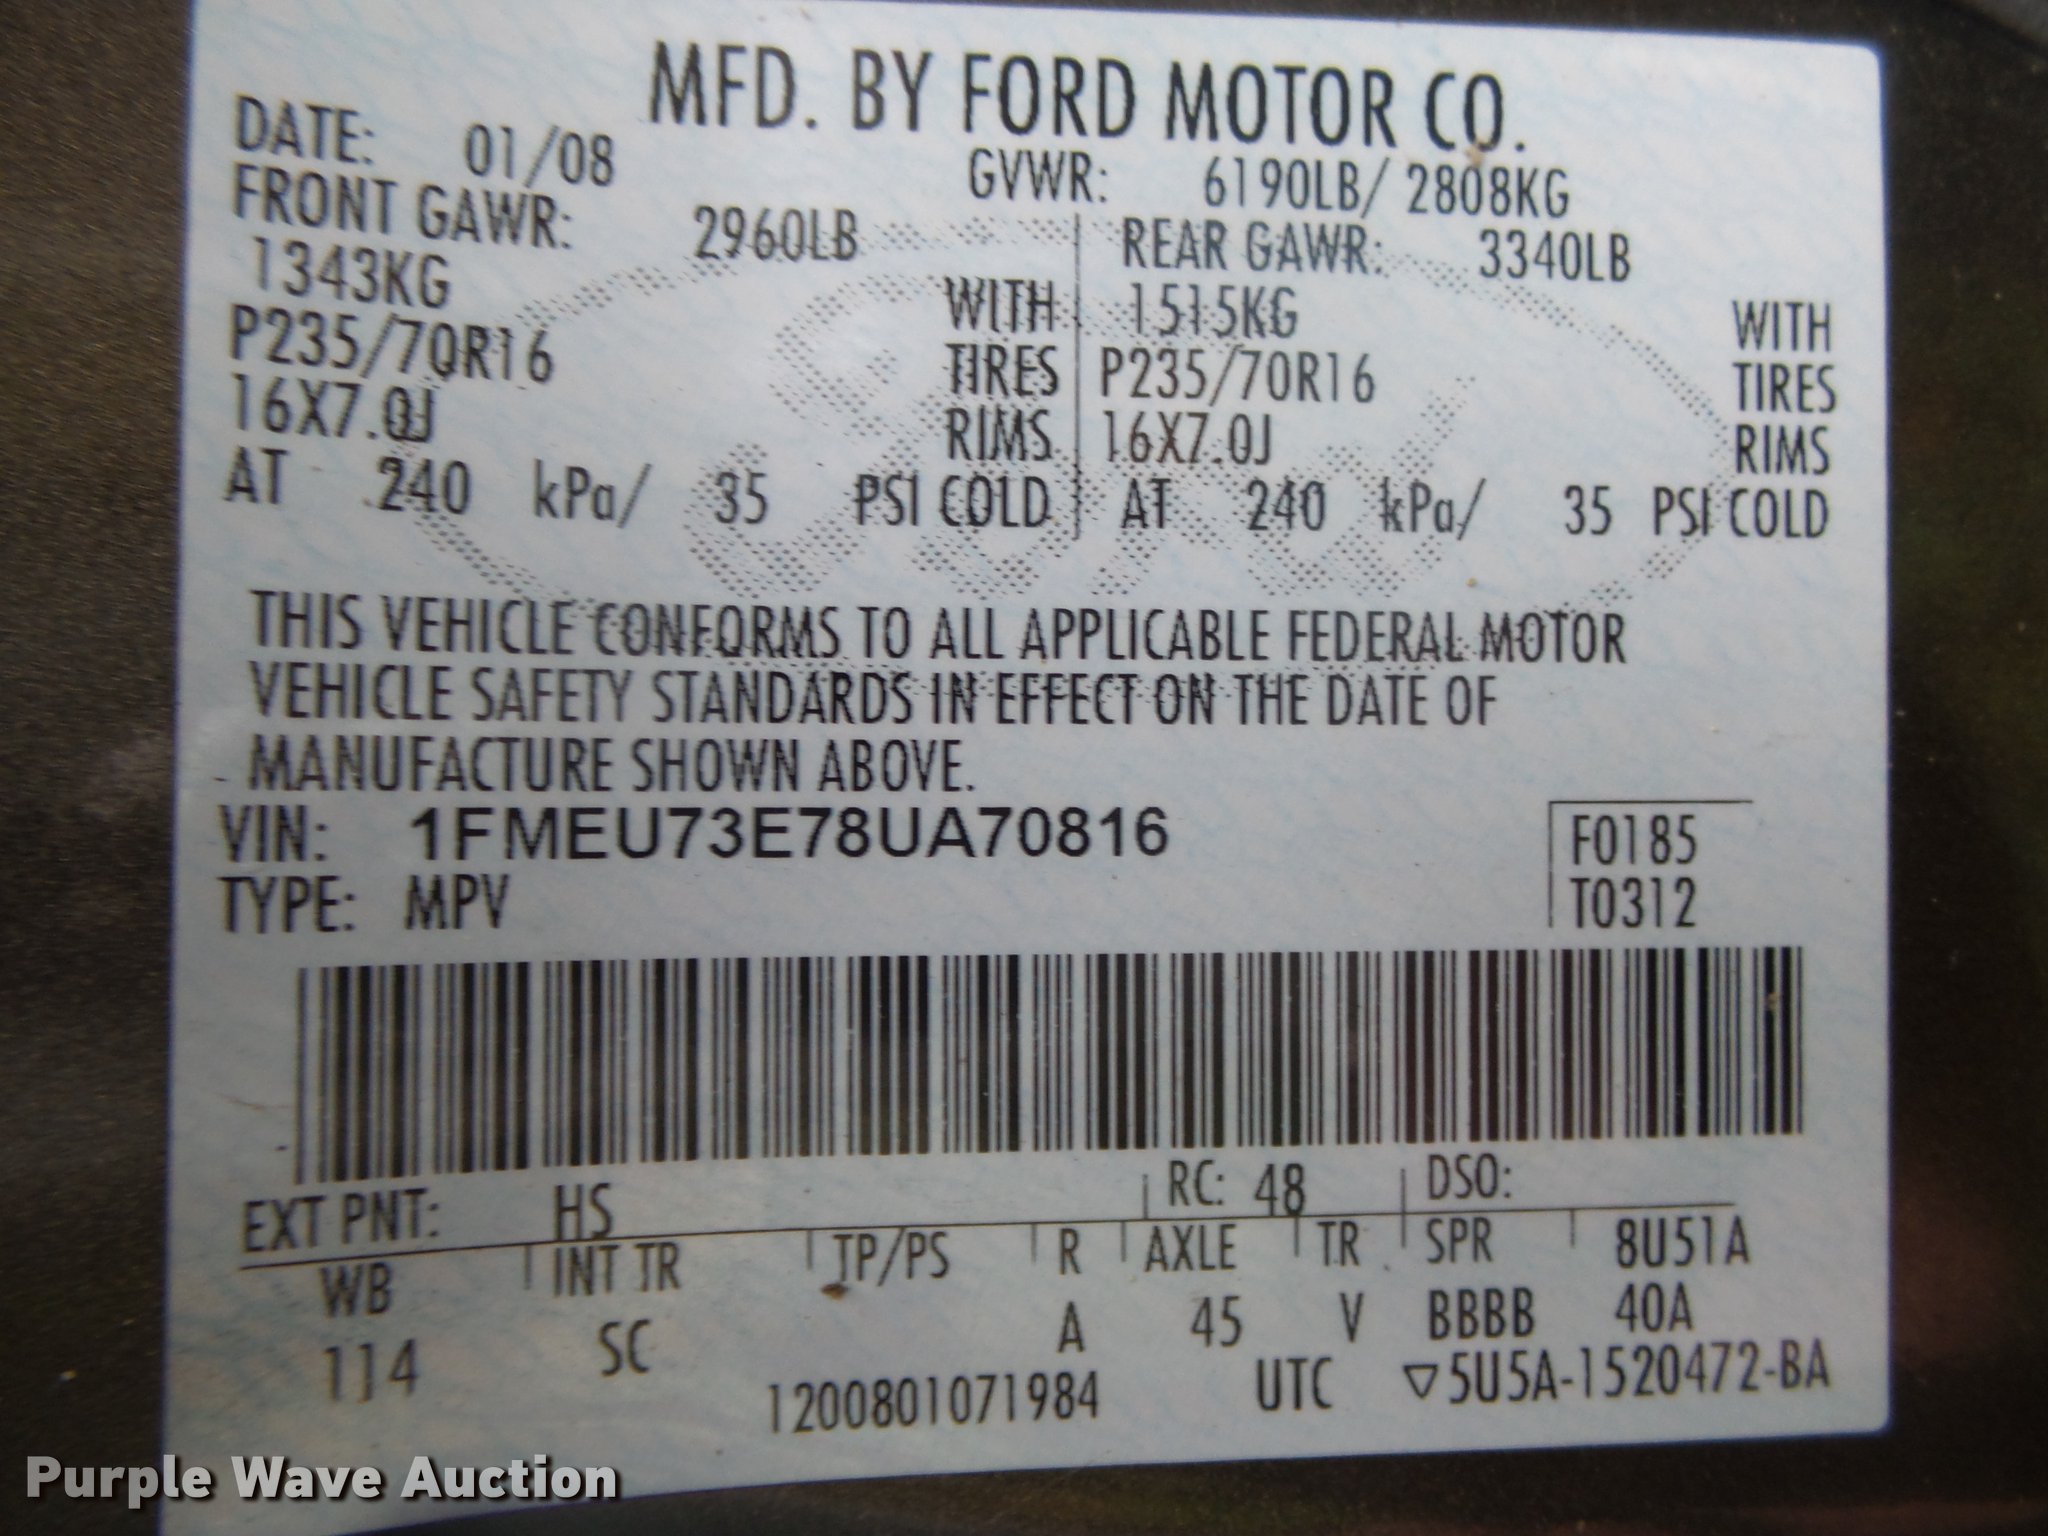 MFD. BY FORD MOTOR CO.
DATE: 01/08 GVWR: 6190LB/ 2808KG
FRONT GAWR: 2960LB REAR GAWR: 3340LB
1343KG WITH 1515KG WITH
P235/70R16 TIRES P235/70R16 TIRES
16X7.0J RIMS 16X7.0J RIMS
AT 240 kPa/ 35 PSI COLD AT 240 kPa/ 35 PSI COLD
THIS VEHICLE CONFORMS TO ALL APPLICABLE FEDERAL MOTOR
VEHICLE SAFETY STANDARDS IN EFFECT ON THE DATE OF
MANUFACTURE SHOWN ABOVE.
VIN: 1FMEU73E78UA70816 F0185
TYPE: MPV T0312
EXT PNT: HS RC: 48 DSO:
WB INT TR TP/PS R AXLE TR SPR 8U51A
114 SC A 45 V BBBB 40A
1200801071984 UTC ▽5U5A-1520472-BA
Purple Wave Auction